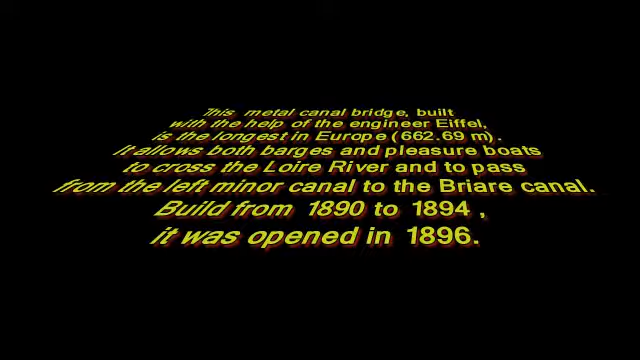 This metal canal bridge, built
with the help of the engineer Eiffel,
is the longest in Europe (662.69 m).
it allows both barges and pleasure boats
to cross the Loire River and to pass
from the left minor canal to the Briare canal.
Build from 1890 to 1894 ,
it was opened in 1896.